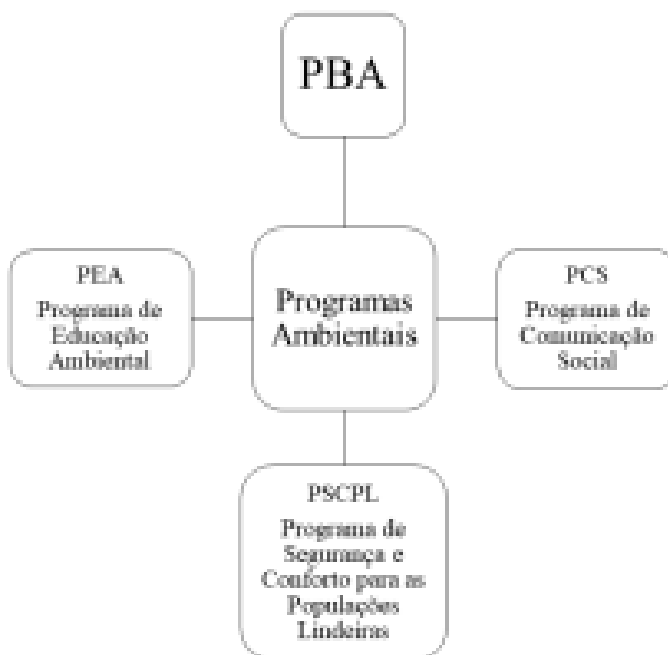 PBA
PEA
Programa de
Educação
Ambiental
Programas
Ambientais
PCS
Programa de
Comunicação
Social
PSCPL
Programa de
Segurança e
Conforto para as
Populações
Lindeiras